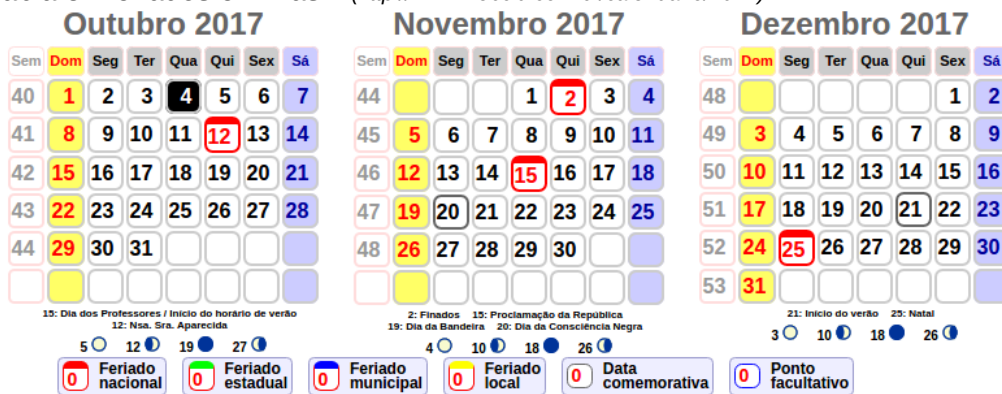 Outubro 2017
Sem Dom Seg Ter Qua Qui Sex Sá
40 1 2 3 4 5 6 7
41 8 9 10 11 12 13 14
42 15 16 17 18 19 20 21
43 22 23 24 25 26 27 28
44 29 30 31
15: Dia dos Professores / Início do horário de verão
12: Nsa. Sra. Aparecida
5 12 19 27
Novembro 2017
Sem Dom Seg Ter Qua Qui Sex Sá
44 1 2 3 4
45 5 6 7 8 9 10 11
46 12 13 14 15 16 17 18
47 19 20 21 22 23 24 25
48 26 27 28 29 30
2: Finados 15: Proclamação da República
19: Dia da Bandeira 20: Dia da Consciência Negra
4 10 18 26
Dezembro 2017
Sem Dom Seg Ter Qua Qui Sex Sá
48 1 2
49 3 4 5 6 7 8 9
50 10 11 12 13 14 15 16
51 17 18 19 20 21 22 23
52 24 25 26 27 28 29 30
53 31
21: Início do verão 25: Natal
3 10 18 26
0 Feriado nacional
0 Feriado estadual
0 Feriado municipal
0 Feriado local
0 Data comemorativa
0 Ponto facultativo